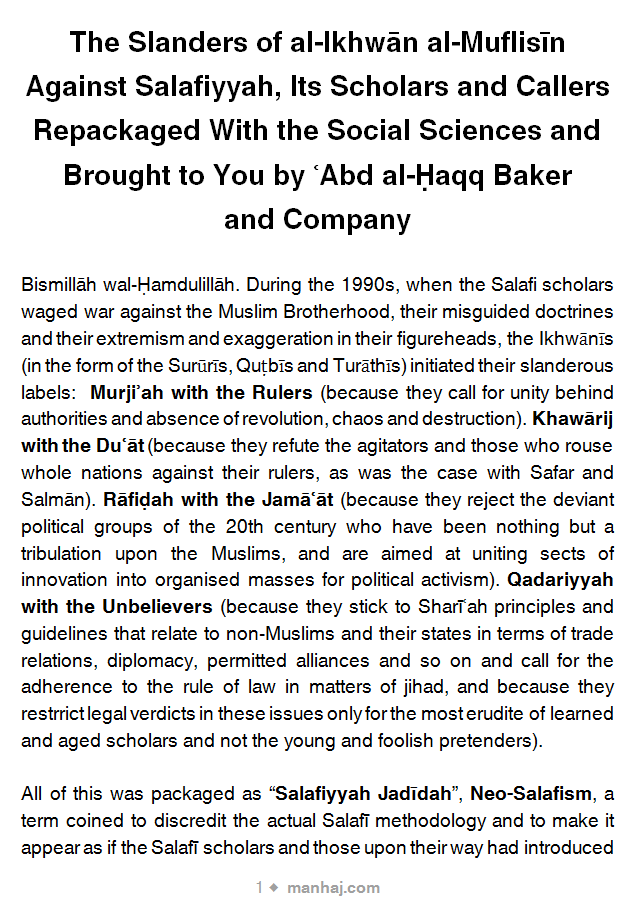 The Slanders of al-Ikhwān al-Muflisīn
Against Salafiyyah, Its Scholars and Callers
Repackaged With the Social Sciences and
Brought to You by ʿAbd al-Ḥaqq Baker
and Company
Bismillāh wal-Ḥamdulillāh. During the 1990s, when the Salafi scholars
waged war against the Muslim Brotherhood, their misguided doctrines
and their extremism and exaggeration in their figureheads, the Ikhwānīs
(in the form of the Surūrīs, Quṭbīs and Turāthīs) initiated their slanderous
labels: Murjiʾah with the Rulers (because they call for unity behind
authorities and absence of revolution, chaos and destruction). Khawārij
with the Duʿāt (because they refute the agitators and those who rouse
whole nations against their rulers, as was the case with Safar and
Salmān). Rāfiḍah with the Jamāʿāt (because they reject the deviant
political groups of the 20th century who have been nothing but a
tribulation upon the Muslims, and are aimed at uniting sects of
innovation into organised masses for political activism). Qadariyyah
with the Unbelievers (because they stick to Sharīʿah principles and
guidelines that relate to non-Muslims and their states in terms of trade
relations, diplomacy, permitted alliances and so on and call for the
adherence to the rule of law in matters of jihad, and because they
restrrict legal verdicts in these issues only for the most erudite of learned
and aged scholars and not the young and foolish pretenders).
All of this was packaged as “Salafiyyah Jadīdah”, Neo-Salafism, a
term coined to discredit the actual Salafī methodology and to make it
appear as if the Salafī scholars and those upon their way had introduced
1 ◆ manhaj.com